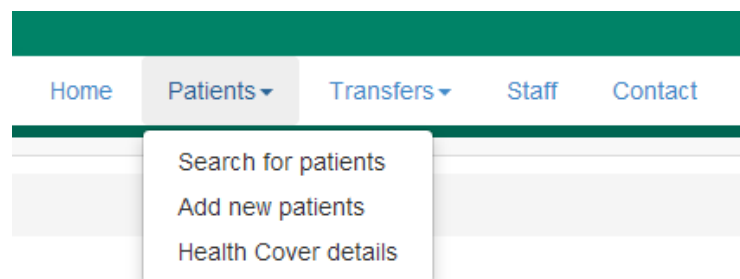 Home Patients Transfers Staff Contact
Search for patients
Add new patients
Health Cover details